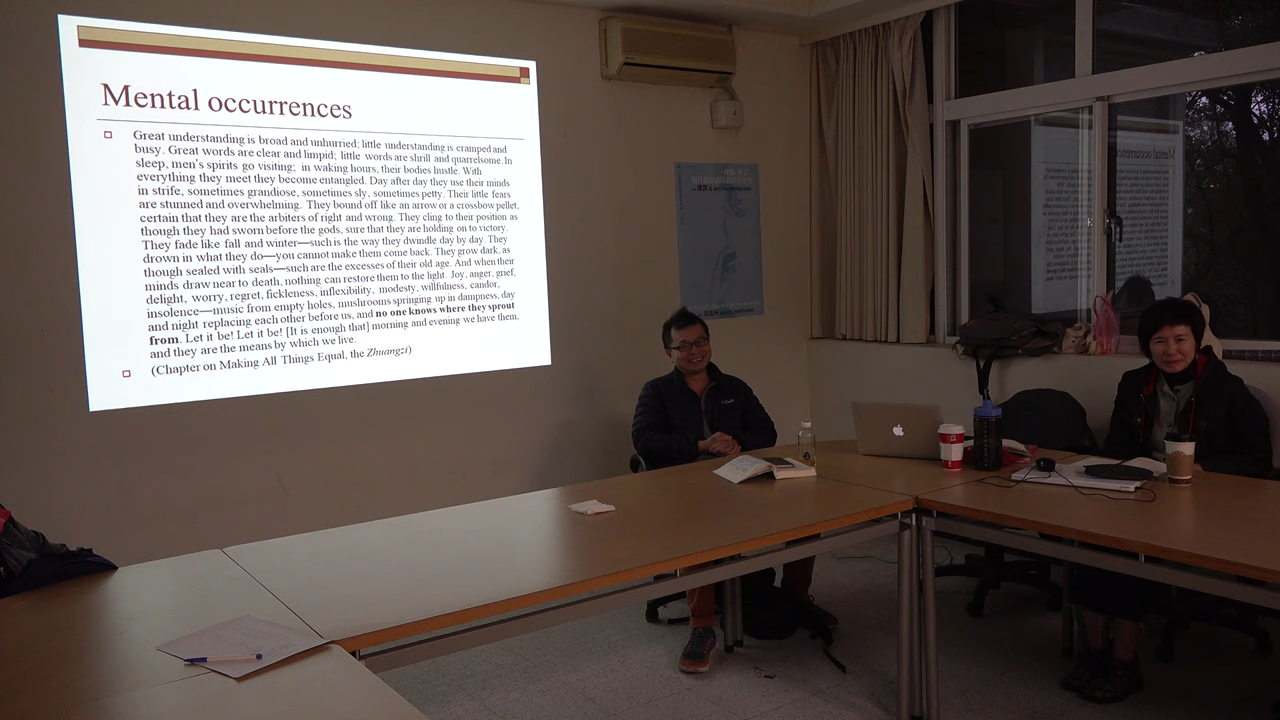 Mental occurrences
Great understanding is broad and unhurried; little understanding is cramped and
busy. Great words are clear and limpid; little words are shrill and quarrelsome. In
sleep, men's spirits go visiting; in waking hours, their bodies hustle. With
everything they meet they become entangled. Day after day they use their minds
in strife, sometimes grandiose, sometimes sly, sometimes petty. Their little fears
are stunned and overwhelming. They bound off like an arrow or a crossbow pellet,
certain that they are the arbiters of right and wrong. They cling to their position as
though they had sworn before the gods, sure that they are holding on to victory.
They fade like fall and winter—such is the way they dwindle day by day. They
drown in what they do—you cannot make them come back. They grow dark, as
though sealed with seals—such are the excesses of their old age. And when their
minds draw near to death, nothing can restore them to the light. Joy, anger, grief,
delight, worry, regret, fickleness, inflexibility, modesty, willfulness, candor,
insolence—music from empty holes, mushrooms springing up in dampness, day
and night replacing each other before us, and no one knows where they sprout
from. Let it be! Let it be! [It is enough that] morning and evening we have them,
and they are the means by which we live.
(Chapter on Making All Things Equal, the Zhuangzi)